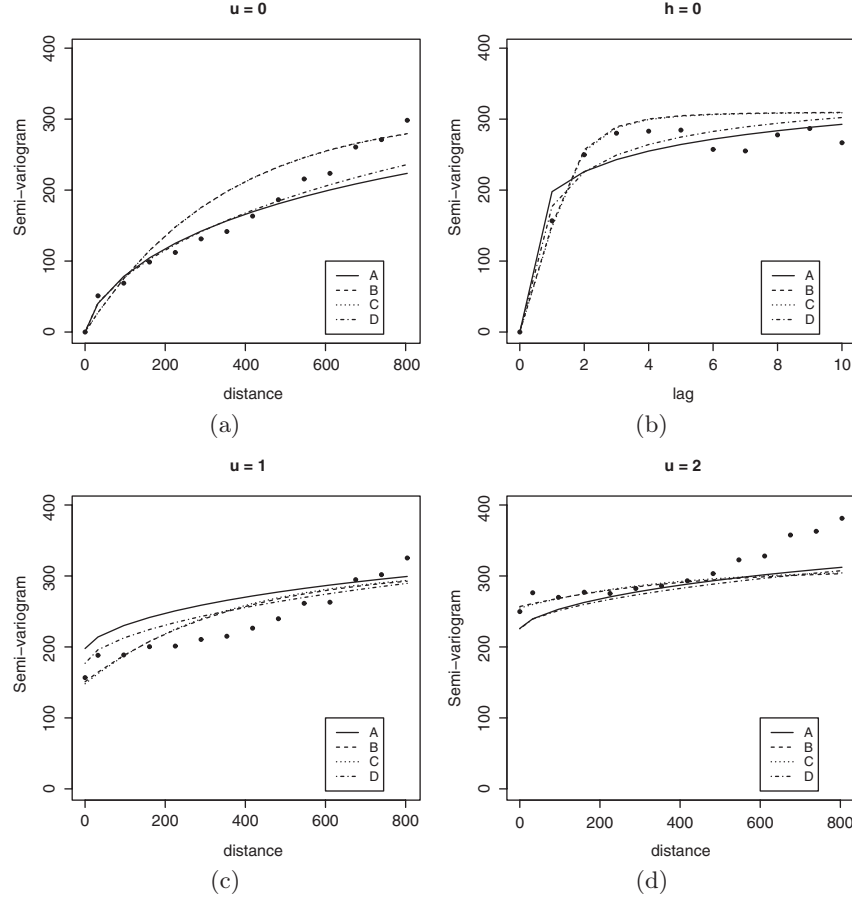 u = 0
Semi−variogram
400
300
200
100
0
A
B
C
D
0 200 400 600 800
distance
(a)
h = 0
Semi−variogram
400
300
200
100
0
A
B
C
D
0 2 4 6 8 10
lag
(b)
u = 1
Semi−variogram
400
300
200
100
0
A
B
C
D
0 200 400 600 800
distance
(c)
u = 2
Semi−variogram
400
300
200
100
0
A
B
C
D
0 200 400 600 800
distance
(d)